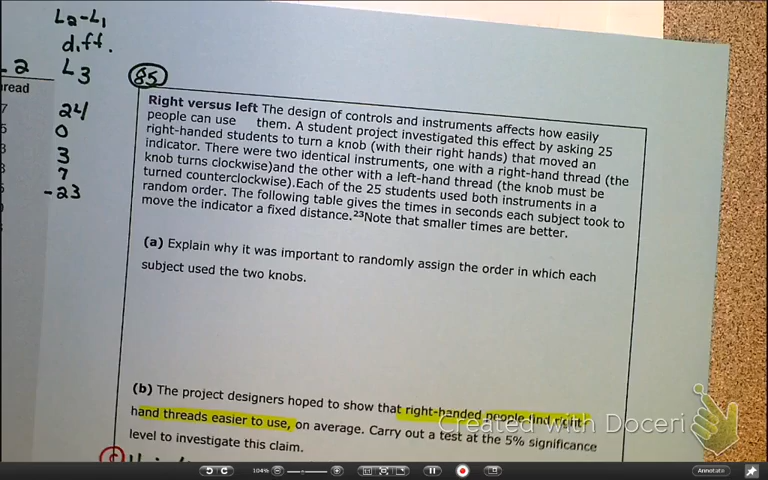 L2-L1
diff.
2 L3
read
7 24
5 0
3 3
3 7
-23
85
Right versus left The design of controls and instruments affects how easily
people can use them. A student project investigated this effect by asking 25
right-handed students to turn a knob (with their right hands) that moved an
indicator. There were two identical instruments, one with a right-hand thread (the
knob turns clockwise)and the other with a left-hand thread (the knob must be
turned counterclockwise).Each of the 25 students used both instruments in a
random order. The following table gives the times in seconds each subject took to
move the indicator a fixed distance.23Note that smaller times are better.
(a) Explain why it was important to randomly assign the order in which each
subject used the two knobs.
(b) The project designers hoped to show that right-handed people find right-
hand threads easier to use, on average. Carry out a test at the 5% significance
level to investigate this claim.
Created with Doceri
104%
Annotate